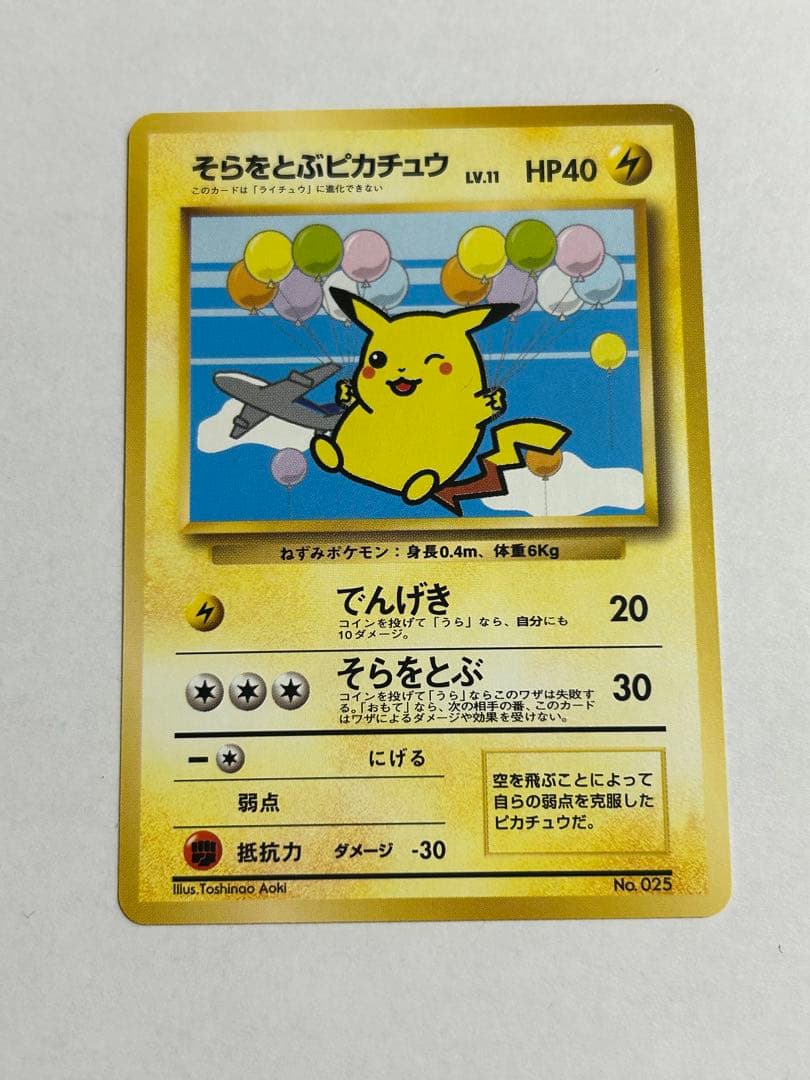 そらをとぶピカチュウ LV.11 HP40
このカードは「ライチュウ」に進化できない
ねずみポケモン：身長0.4m、体重6Kg
でんげき 20
コインを投げて「うら」なら、自分にも
10ダメージ。
そらをとぶ 30
コインを投げて「うら」ならこのワザは失敗す
る。「おもて」なら、次の相手の番、このカード
はワザによるダメージや効果を受けない。
にげる
弱点
抵抗力 ダメージ -30
空を飛ぶことによって
自らの弱点を克服した
ピカチュウだ。
Illus.Toshinao Aoki No. 025